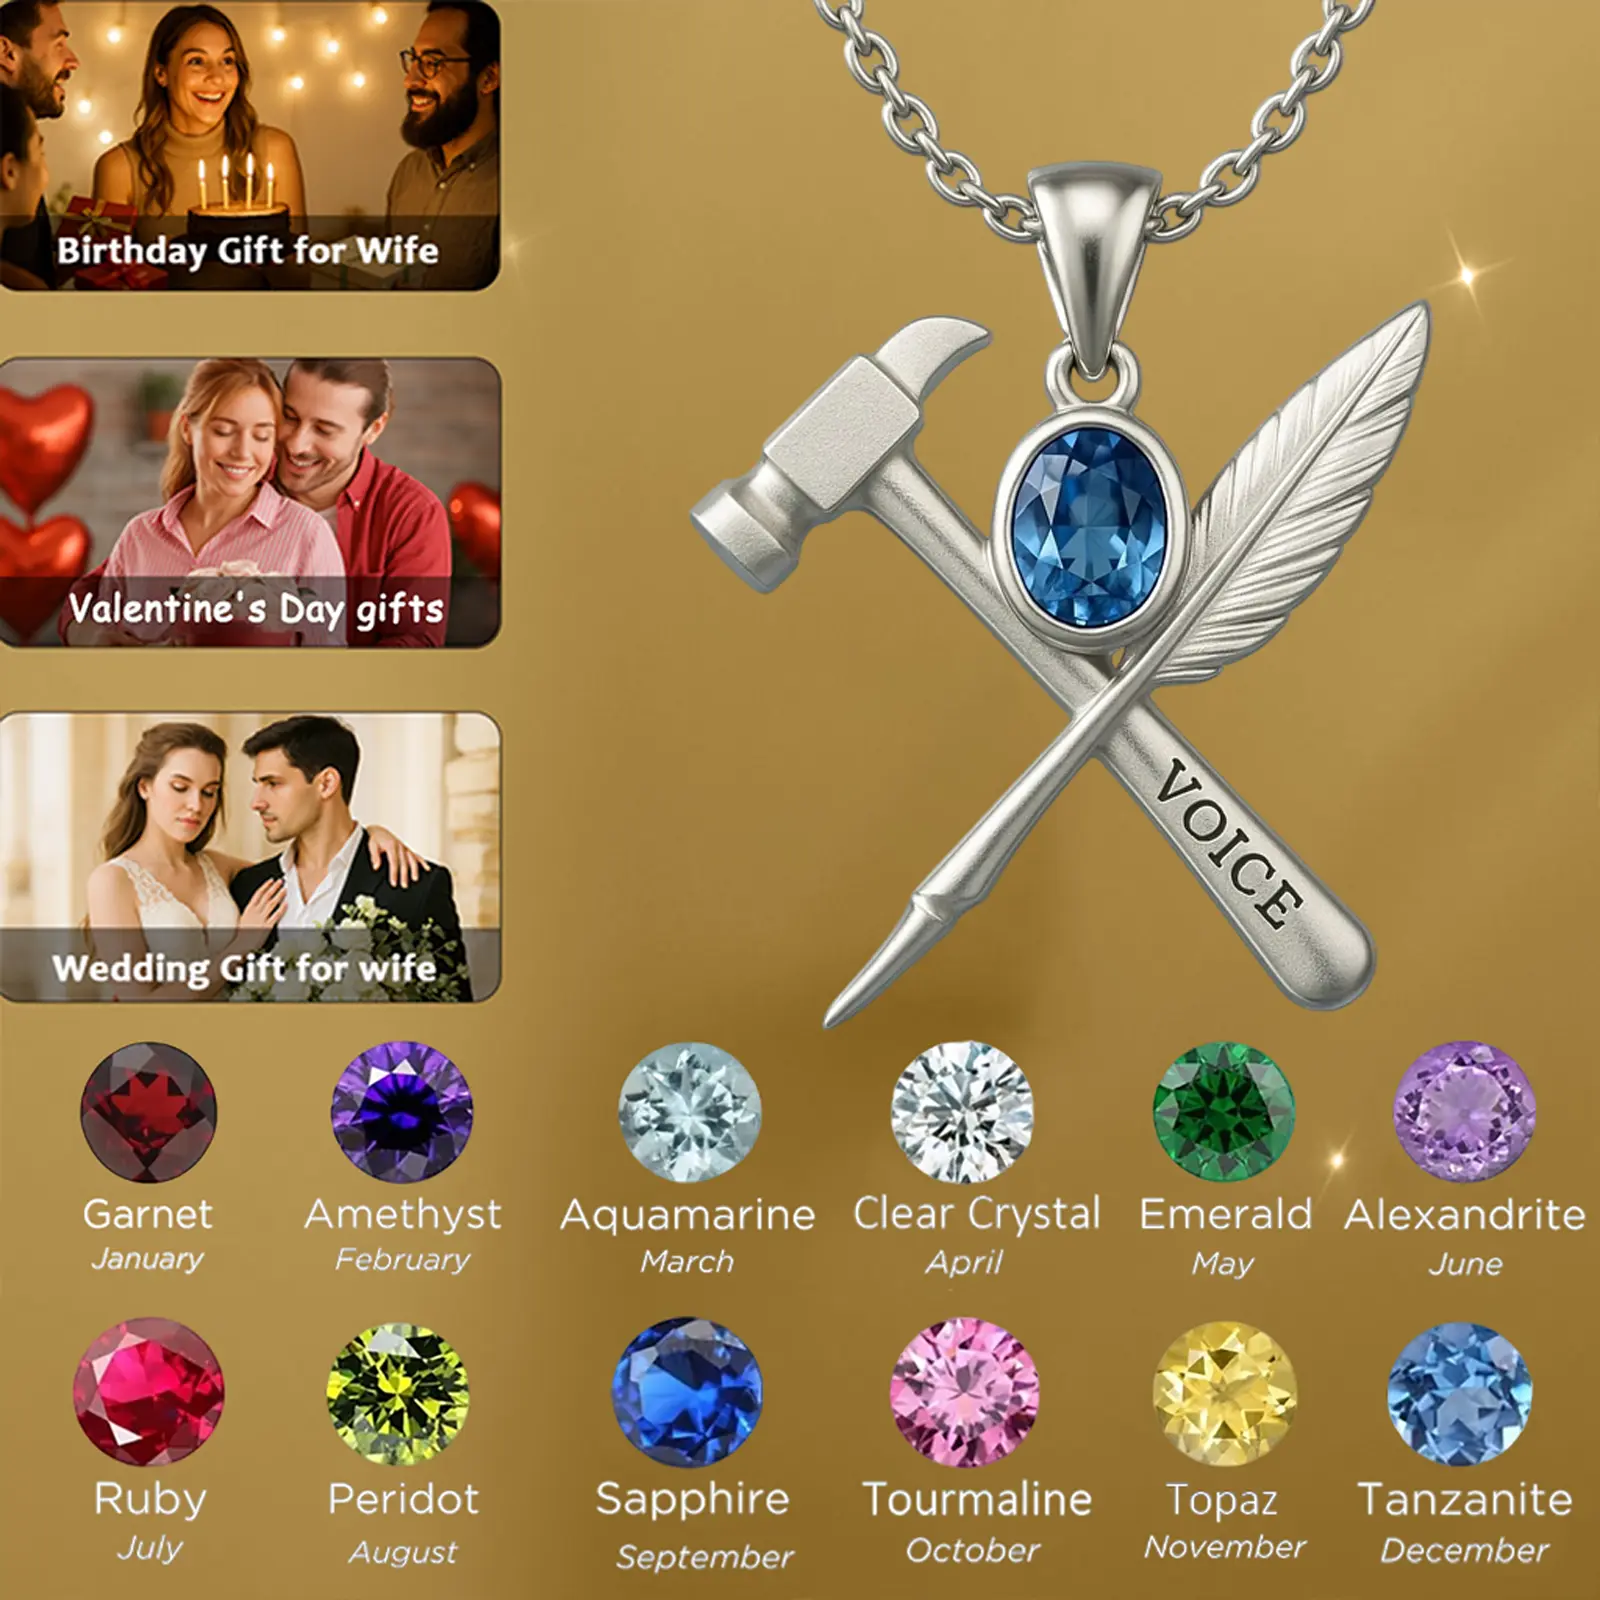 Birthday Gift for Wife
Valentine's Day gifts
Wedding Gift for wife
VOICE
Garnet
January
Amethyst
February
Aquamarine
March
Clear Crystal
April
Emerald
May
Alexandrite
June
Ruby
July
Peridot
August
Sapphire
September
Tourmaline
October
Topaz
November
Tanzanite
December